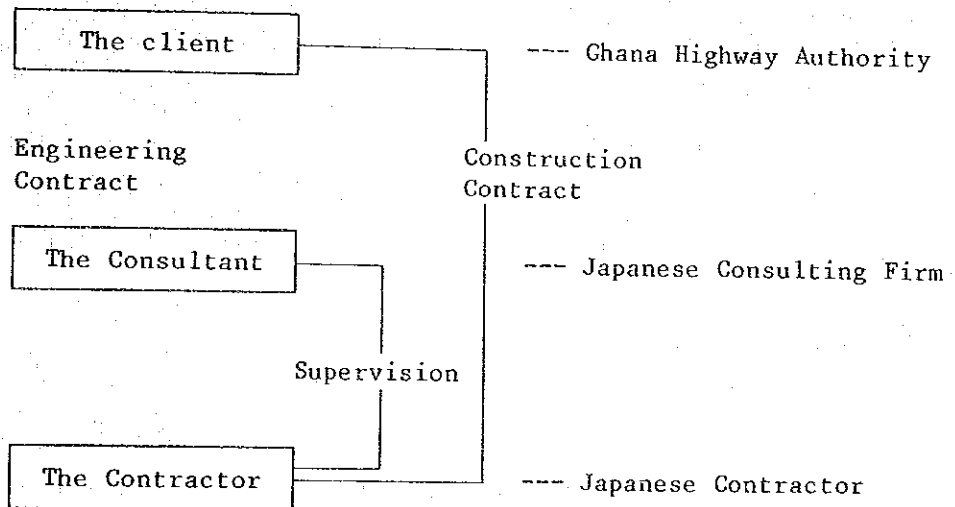 The client --- Ghana Highway Authority
Engineering
Contract
Construction
Contract
The Consultant --- Japanese Consulting Firm
Supervision
The Contractor --- Japanese Contractor